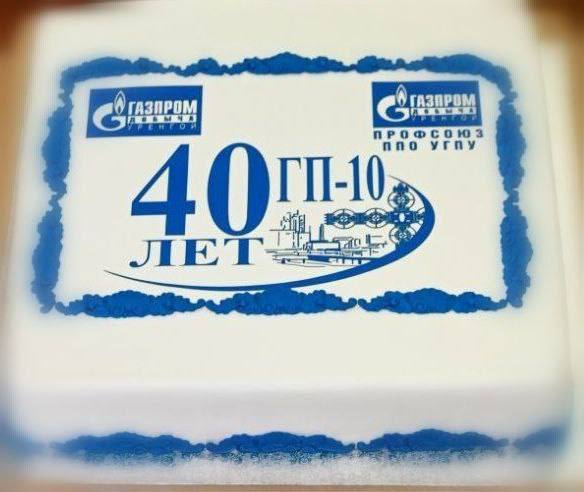 ГАЗПРОМ
ДОБЫЧА
УРЕНГОЙ
ГАЗПРОМ
ДОБЫЧА
УРЕНГОЙ
ПРОФСОЮЗ
ППО УГПУ
40 ГП-10
ЛЕТ